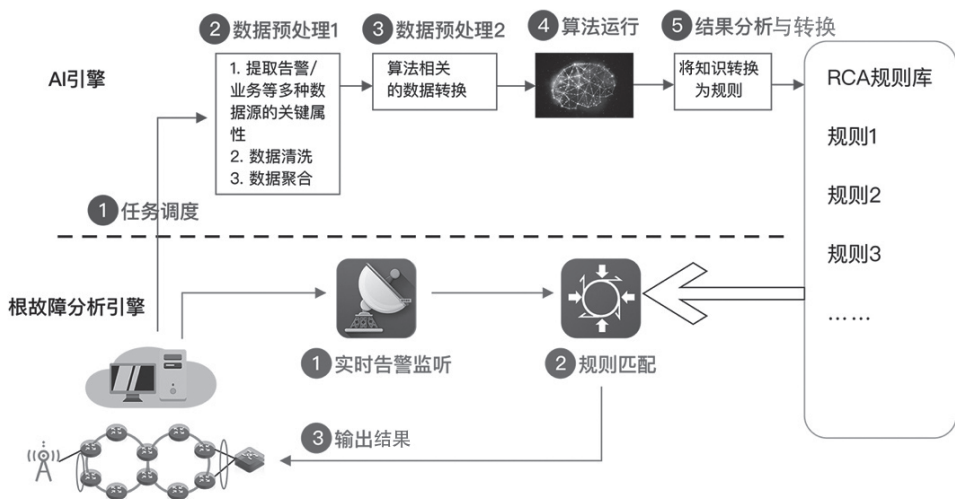 ② 数据预处理1
③ 数据预处理2
④ 算法运行
⑤ 结果分析与转换
AI引擎
1. 提取告警/
业务等多种数
据源的关键属
性
2. 数据清洗
3. 数据聚合
算法相关
的数据转换
将知识转换
为规则
RCA规则库
规则1
规则2
规则3
……
① 任务调度
根故障分析引擎
① 实时告警监听
② 规则匹配
③ 输出结果